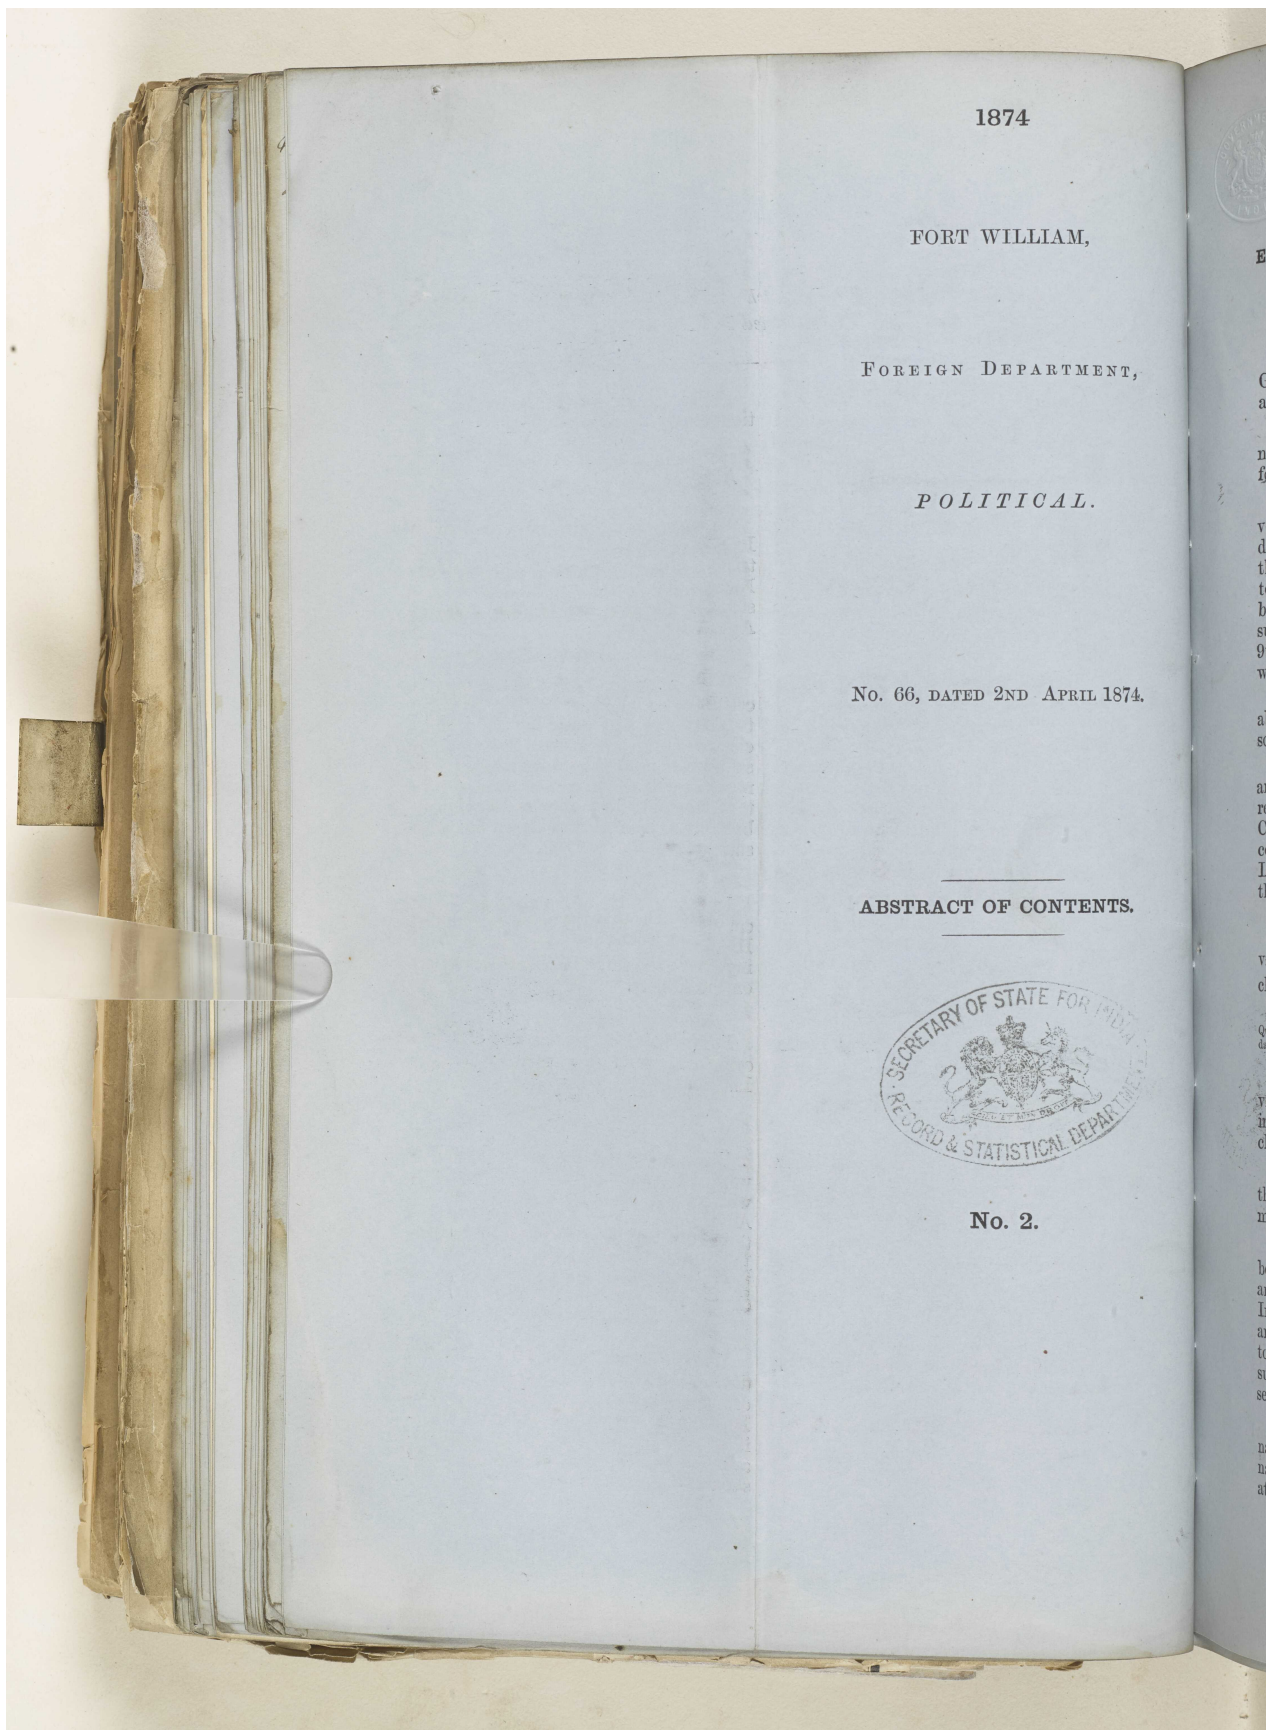 1874
FORT WILLIAM,
FOREIGN DEPARTMENT,
POLITICAL.
No. 66, DATED 2ND APRIL 1874.
ABSTRACT OF CONTENTS.
SECRETARY OF STATE FOR INDIA
RECORD & STATISTICAL DEPARTMENT
No. 2.